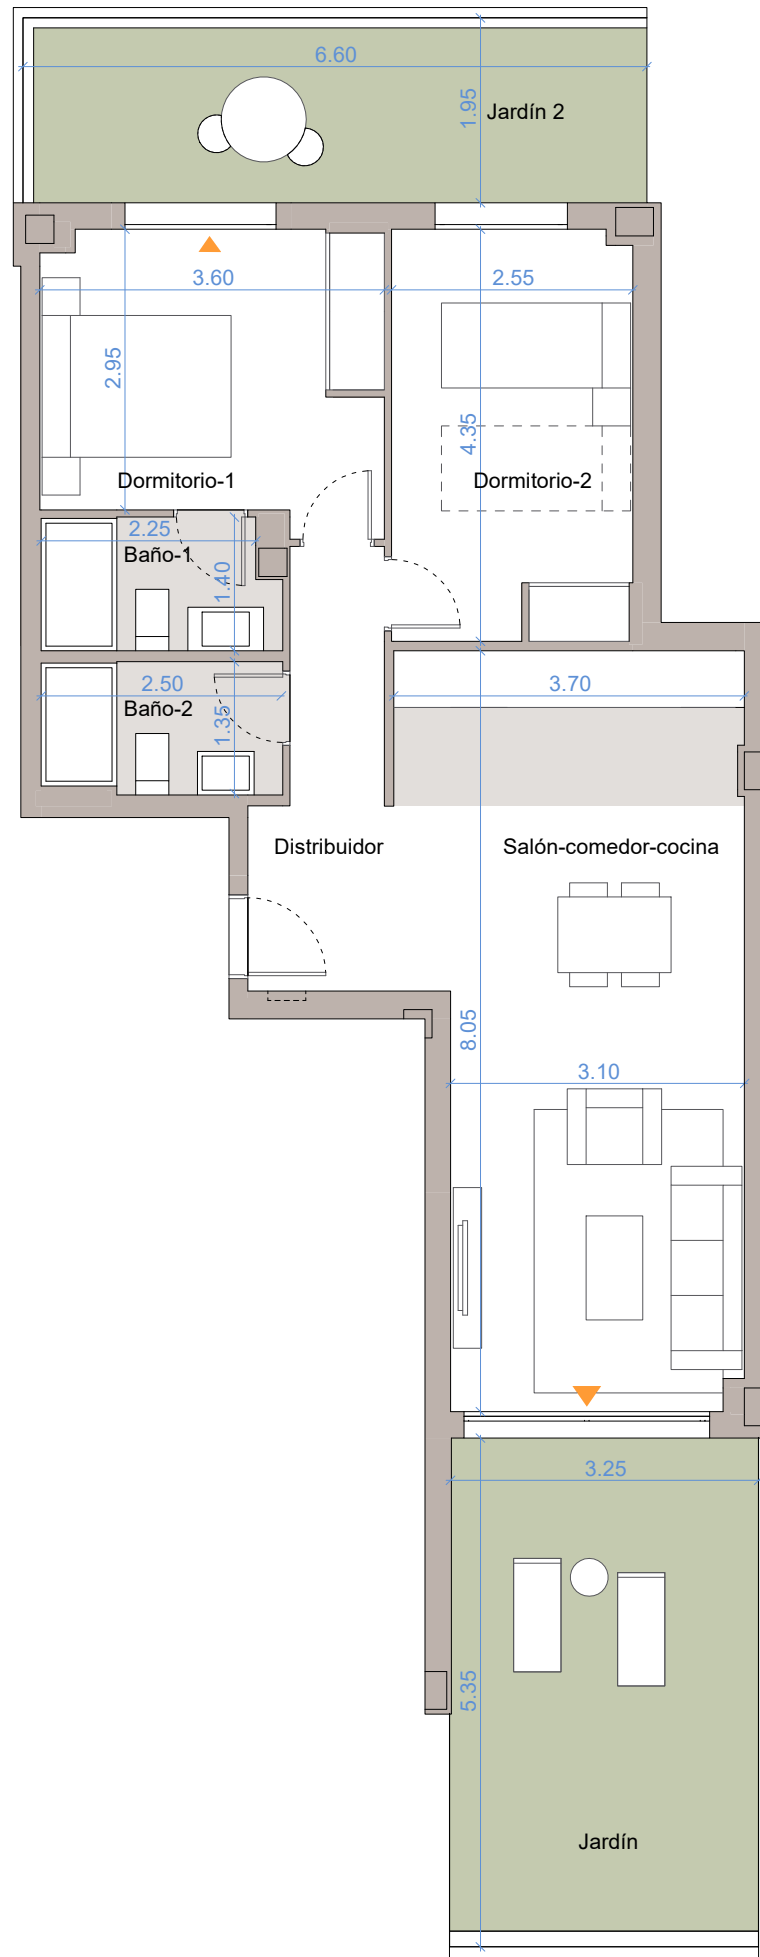 6.60
1.95
Jardín 2
3.60
2.55
2.95
4.35
Dormitorio-1
Dormitorio-2
2.25
Baño-1
1.40
2.50
3.70
Baño-2
1.35
Distribuidor
Salón-comedor-cocina
8.05
3.10
3.25
5.35
Jardín